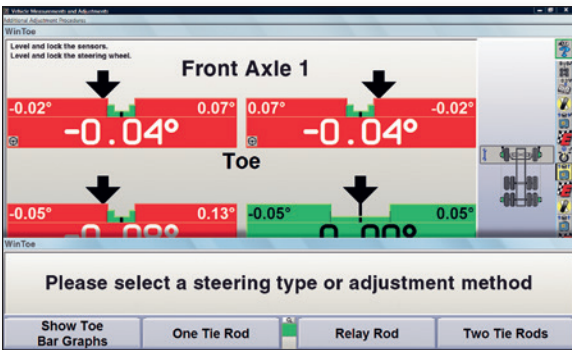 Vehicle Measurements and Adjustments
Additional Adjustment Procedures
WinToe
Level and lock the sensors.
Level and lock the steering wheel.
Front Axle 1
-0.02° 0.07° 0.07° -0.02°
-0.04° -0.04°
Toe
-0.05° 0.13° -0.05° 0.05°
WinToe
Please select a steering type or adjustment method
Show Toe
Bar Graphs
One Tie Rod
Relay Rod
Two Tie Rods